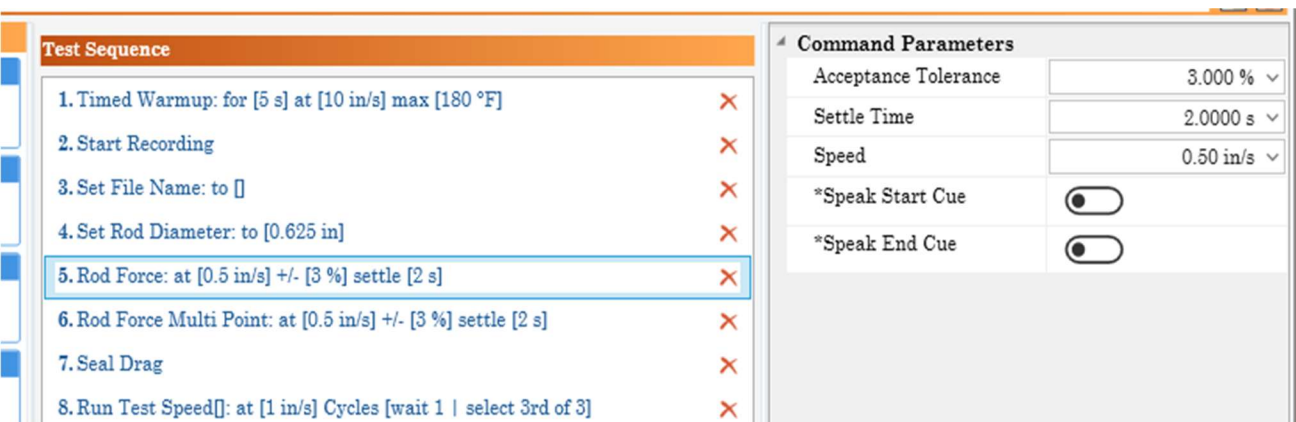 Test Sequence
1. Timed Warmup: for [5 s] at [10 in/s] max [180 °F]
2. Start Recording
3. Set File Name: to []
4. Set Rod Diameter: to [0.625 in]
5. Rod Force: at [0.5 in/s] +/- [3 %] settle [2 s]
6. Rod Force Multi Point: at [0.5 in/s] +/- [3 %] settle [2 s]
7. Seal Drag
8. Run Test Speed[]: at [1 in/s] Cycles [wait 1 | select 3rd of 3]
Command Parameters
Acceptance Tolerance 3.000 %
Settle Time 2.0000 s
Speed 0.50 in/s
*Speak Start Cue
*Speak End Cue